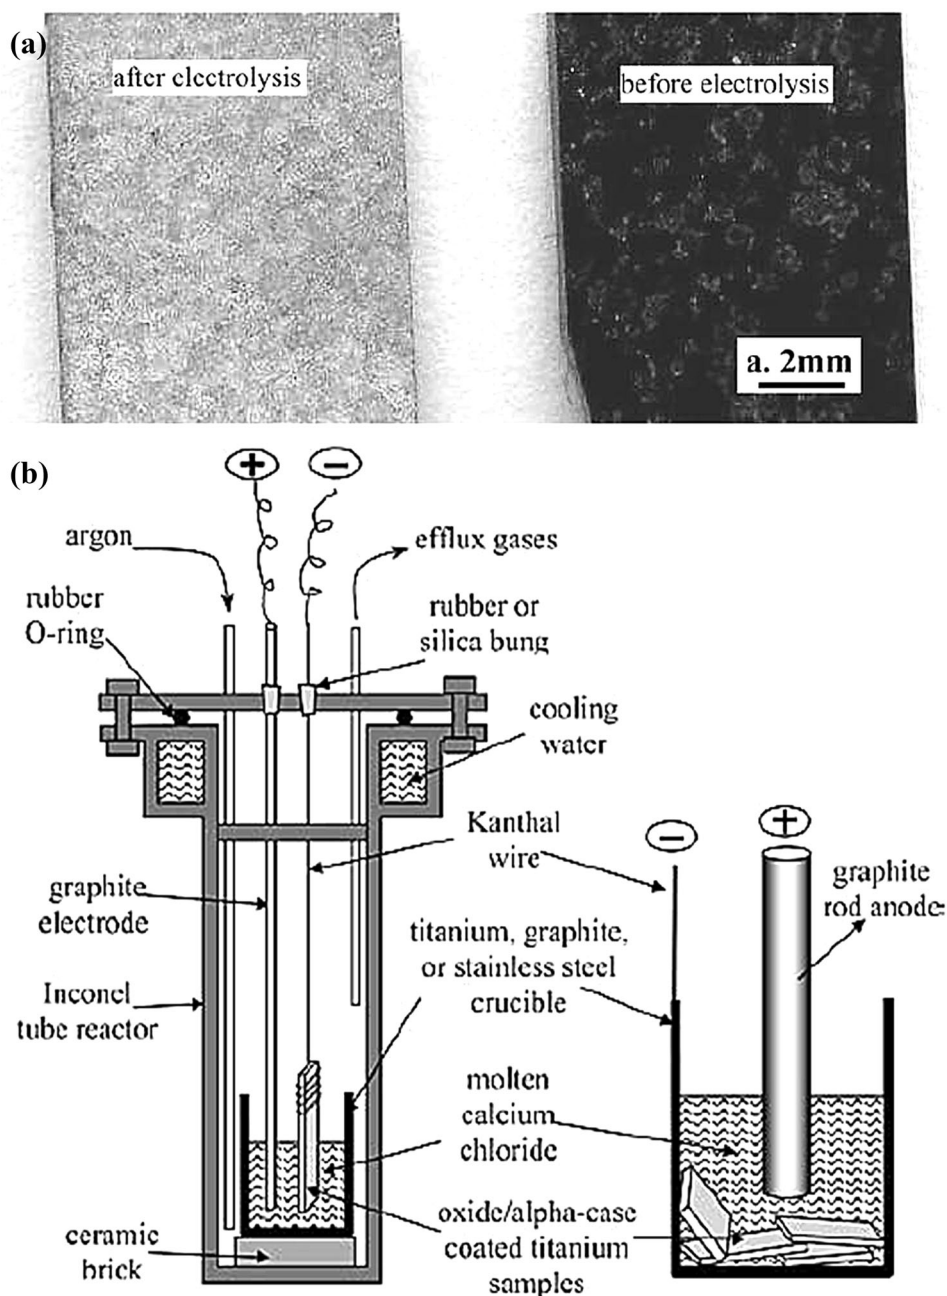 (a)
after electrolysis
before electrolysis
a. 2mm
(b)
+
−
argon
efflux gases
rubber
O-ring
rubber or
silica bung
cooling
water
Kanthal
wire
−
+
graphite
electrode
graphite
rod anode
titanium, graphite,
or stainless steel
crucible
Inconel
tube reactor
molten
calcium
chloride
oxide/alpha-case
coated titanium
samples
ceramic
brick